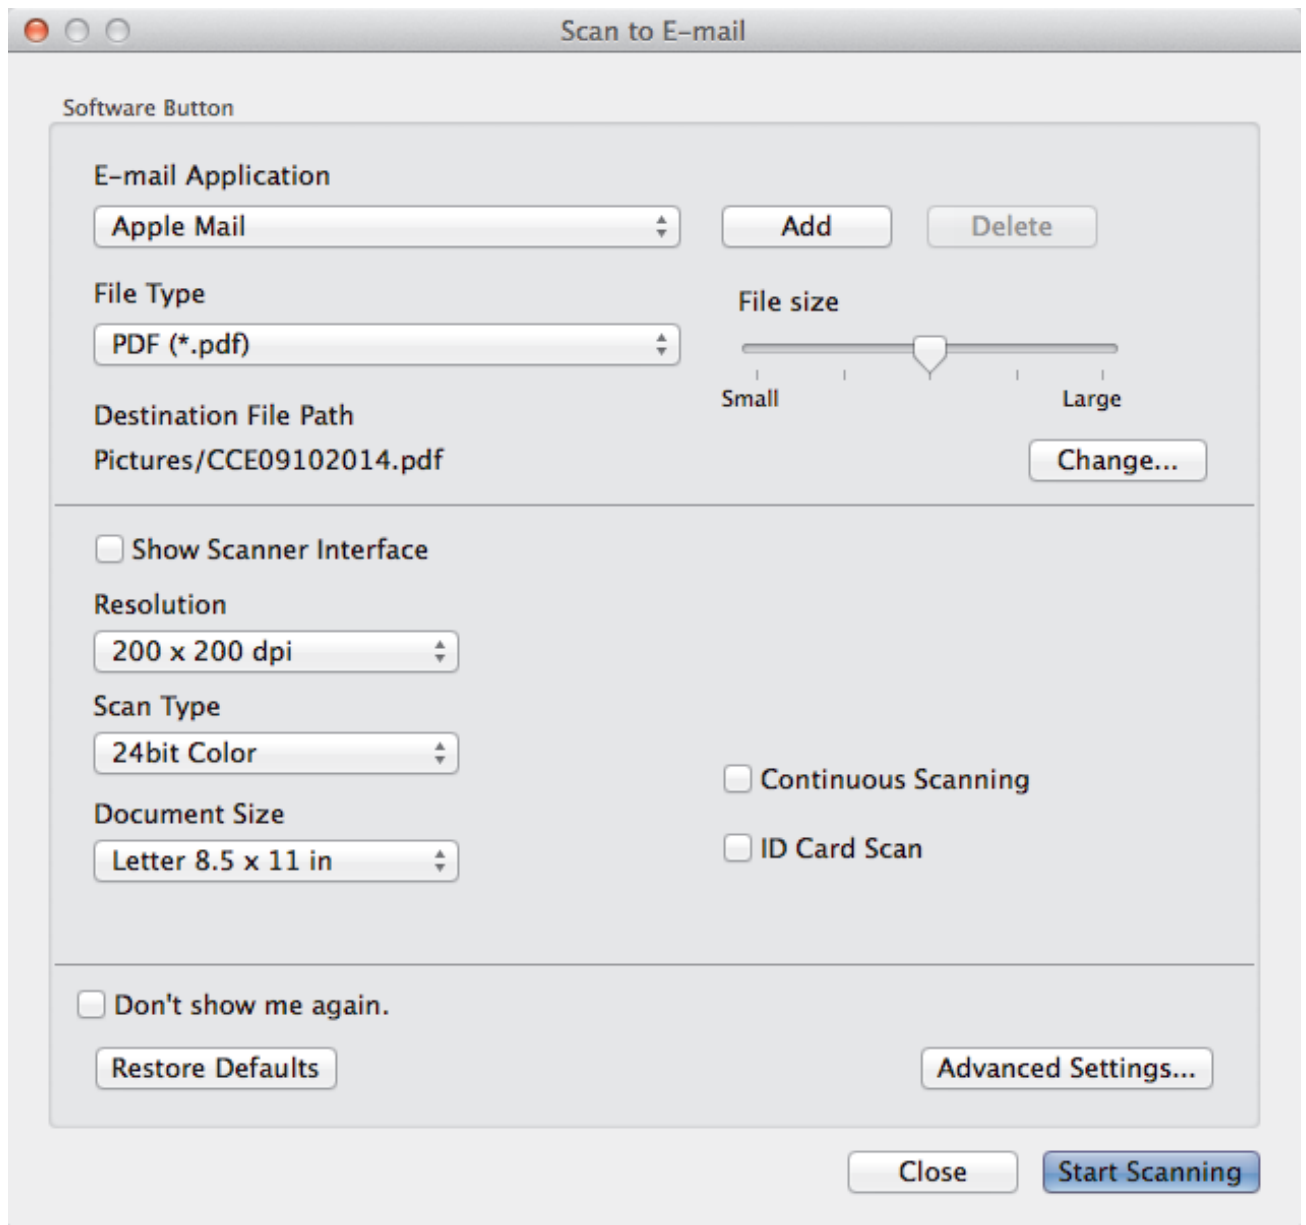 Scan to E-mail
Software Button
E-mail Application
Apple Mail
Add
Delete
File Type
File size
PDF (*.pdf)
Small
Large
Destination File Path
Pictures/CCE09102014.pdf
Change...
Show Scanner Interface
Resolution
200 x 200 dpi
Scan Type
24bit Color
Continuous Scanning
Document Size
ID Card Scan
Letter 8.5 x 11 in
Don't show me again.
Restore Defaults
Advanced Settings...
Close
Start Scanning